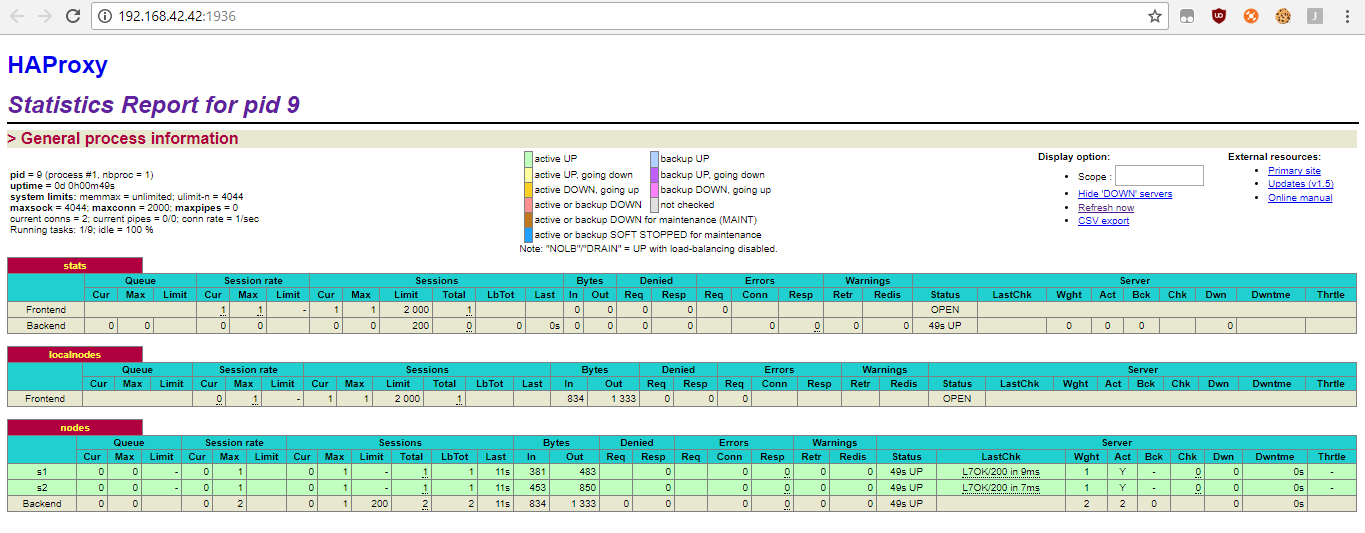 192.168.42.42:1936
HAProxy
Statistics Report for pid 9
> General process information
pid = 9 (process #1, nbproc = 1)
uptime = 0d 0h00m49s
system limits: memmax = unlimited; ulimit-n = 4044
maxsock = 4044; maxconn = 2000; maxpipes = 0
current conns = 2; current pipes = 0/0; conn rate = 1/sec
Running tasks: 1/9; idle = 100 %
active UP backup UP
active UP, going down backup UP, going down
active DOWN, going up backup DOWN, going up
active or backup DOWN not checked
active or backup DOWN for maintenance (MAINT)
active or backup SOFT STOPPED for maintenance
Note: "NOLB"/"DRAIN" = UP with load-balancing disabled.
Display option:
• Scope :
• Hide 'DOWN' servers
• Refresh now
• CSV export
External resources:
• Primary site
• Updates (v1.5)
• Online manual
stats
Queue Session rate Sessions Bytes Denied Errors Warnings Server
Cur Max Limit Cur Max Limit Cur Max Limit Total LbTot Last In Out Req Resp Req Conn Resp Retr Redis Status LastChk Wght Act Bck Chk Dwn Dwntme Thrtle
Frontend 1 1 - 1 1 2 000 1 0 0 0 0 0 OPEN
Backend 0 0 0 0 0 0 200 0 0 0s 0 0 0 0 0 0 0 0 49s UP 0 0 0 0
localnodes
Queue Session rate Sessions Bytes Denied Errors Warnings Server
Cur Max Limit Cur Max Limit Cur Max Limit Total LbTot Last In Out Req Resp Req Conn Resp Retr Redis Status LastChk Wght Act Bck Chk Dwn Dwntme Thrtle
Frontend 0 1 - 1 1 2 000 1 834 1 333 0 0 0 OPEN
nodes
Queue Session rate Sessions Bytes Denied Errors Warnings Server
Cur Max Limit Cur Max Limit Cur Max Limit Total LbTot Last In Out Req Resp Req Conn Resp Retr Redis Status LastChk Wght Act Bck Chk Dwn Dwntme Thrtle
s1 0 0 - 0 1 0 1 - 1 1 11s 381 483 0 0 0 0 0 49s UP L7OK/200 in 9ms 1 Y - 0 0 0s -
s2 0 0 - 0 1 0 1 - 1 1 11s 453 850 0 0 0 0 0 49s UP L7OK/200 in 7ms 1 Y - 0 0 0s -
Backend 0 0 0 2 0 1 200 2 2 11s 834 1 333 0 0 0 0 0 0 49s UP 2 2 0 0 0s